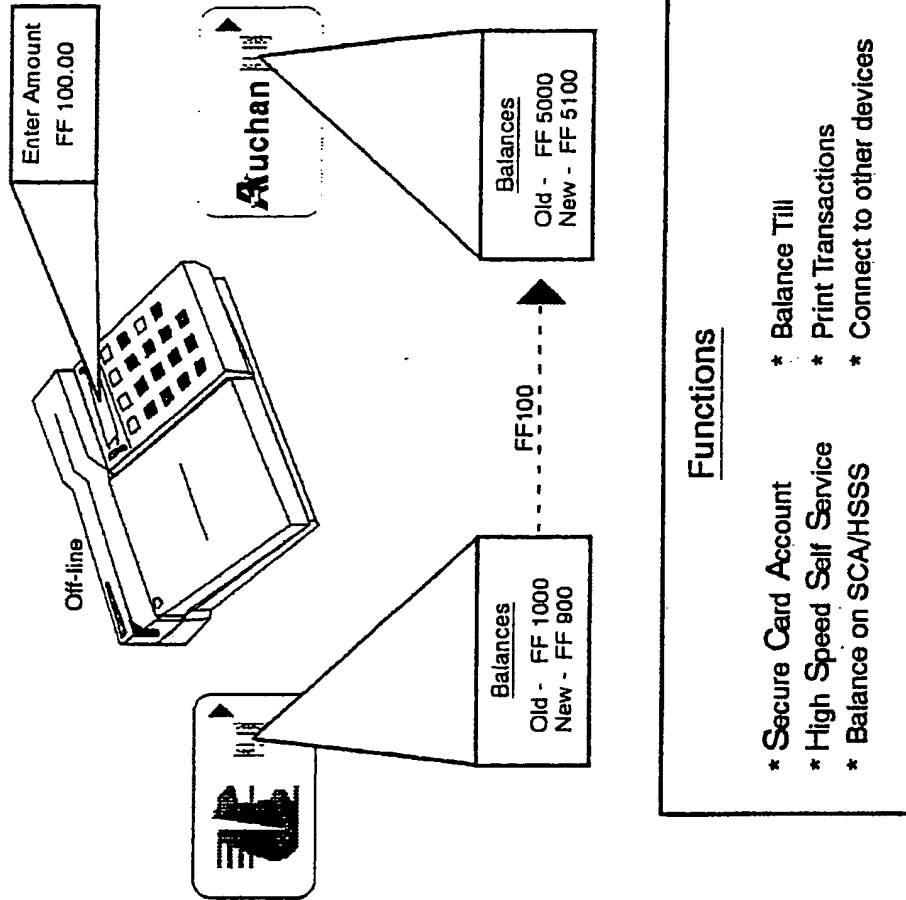 Enter Amount
FF 100.00
Off-line
Auchan
Balances
Old - FF 1000
New - FF 900
FF100
Balances
Old - FF 5000
New - FF 5100
Functions
* Secure Card Account
* High Speed Self Service
* Balance on SCA/HSSS
* Balance Till
* Print Transactions
* Connect to other devices